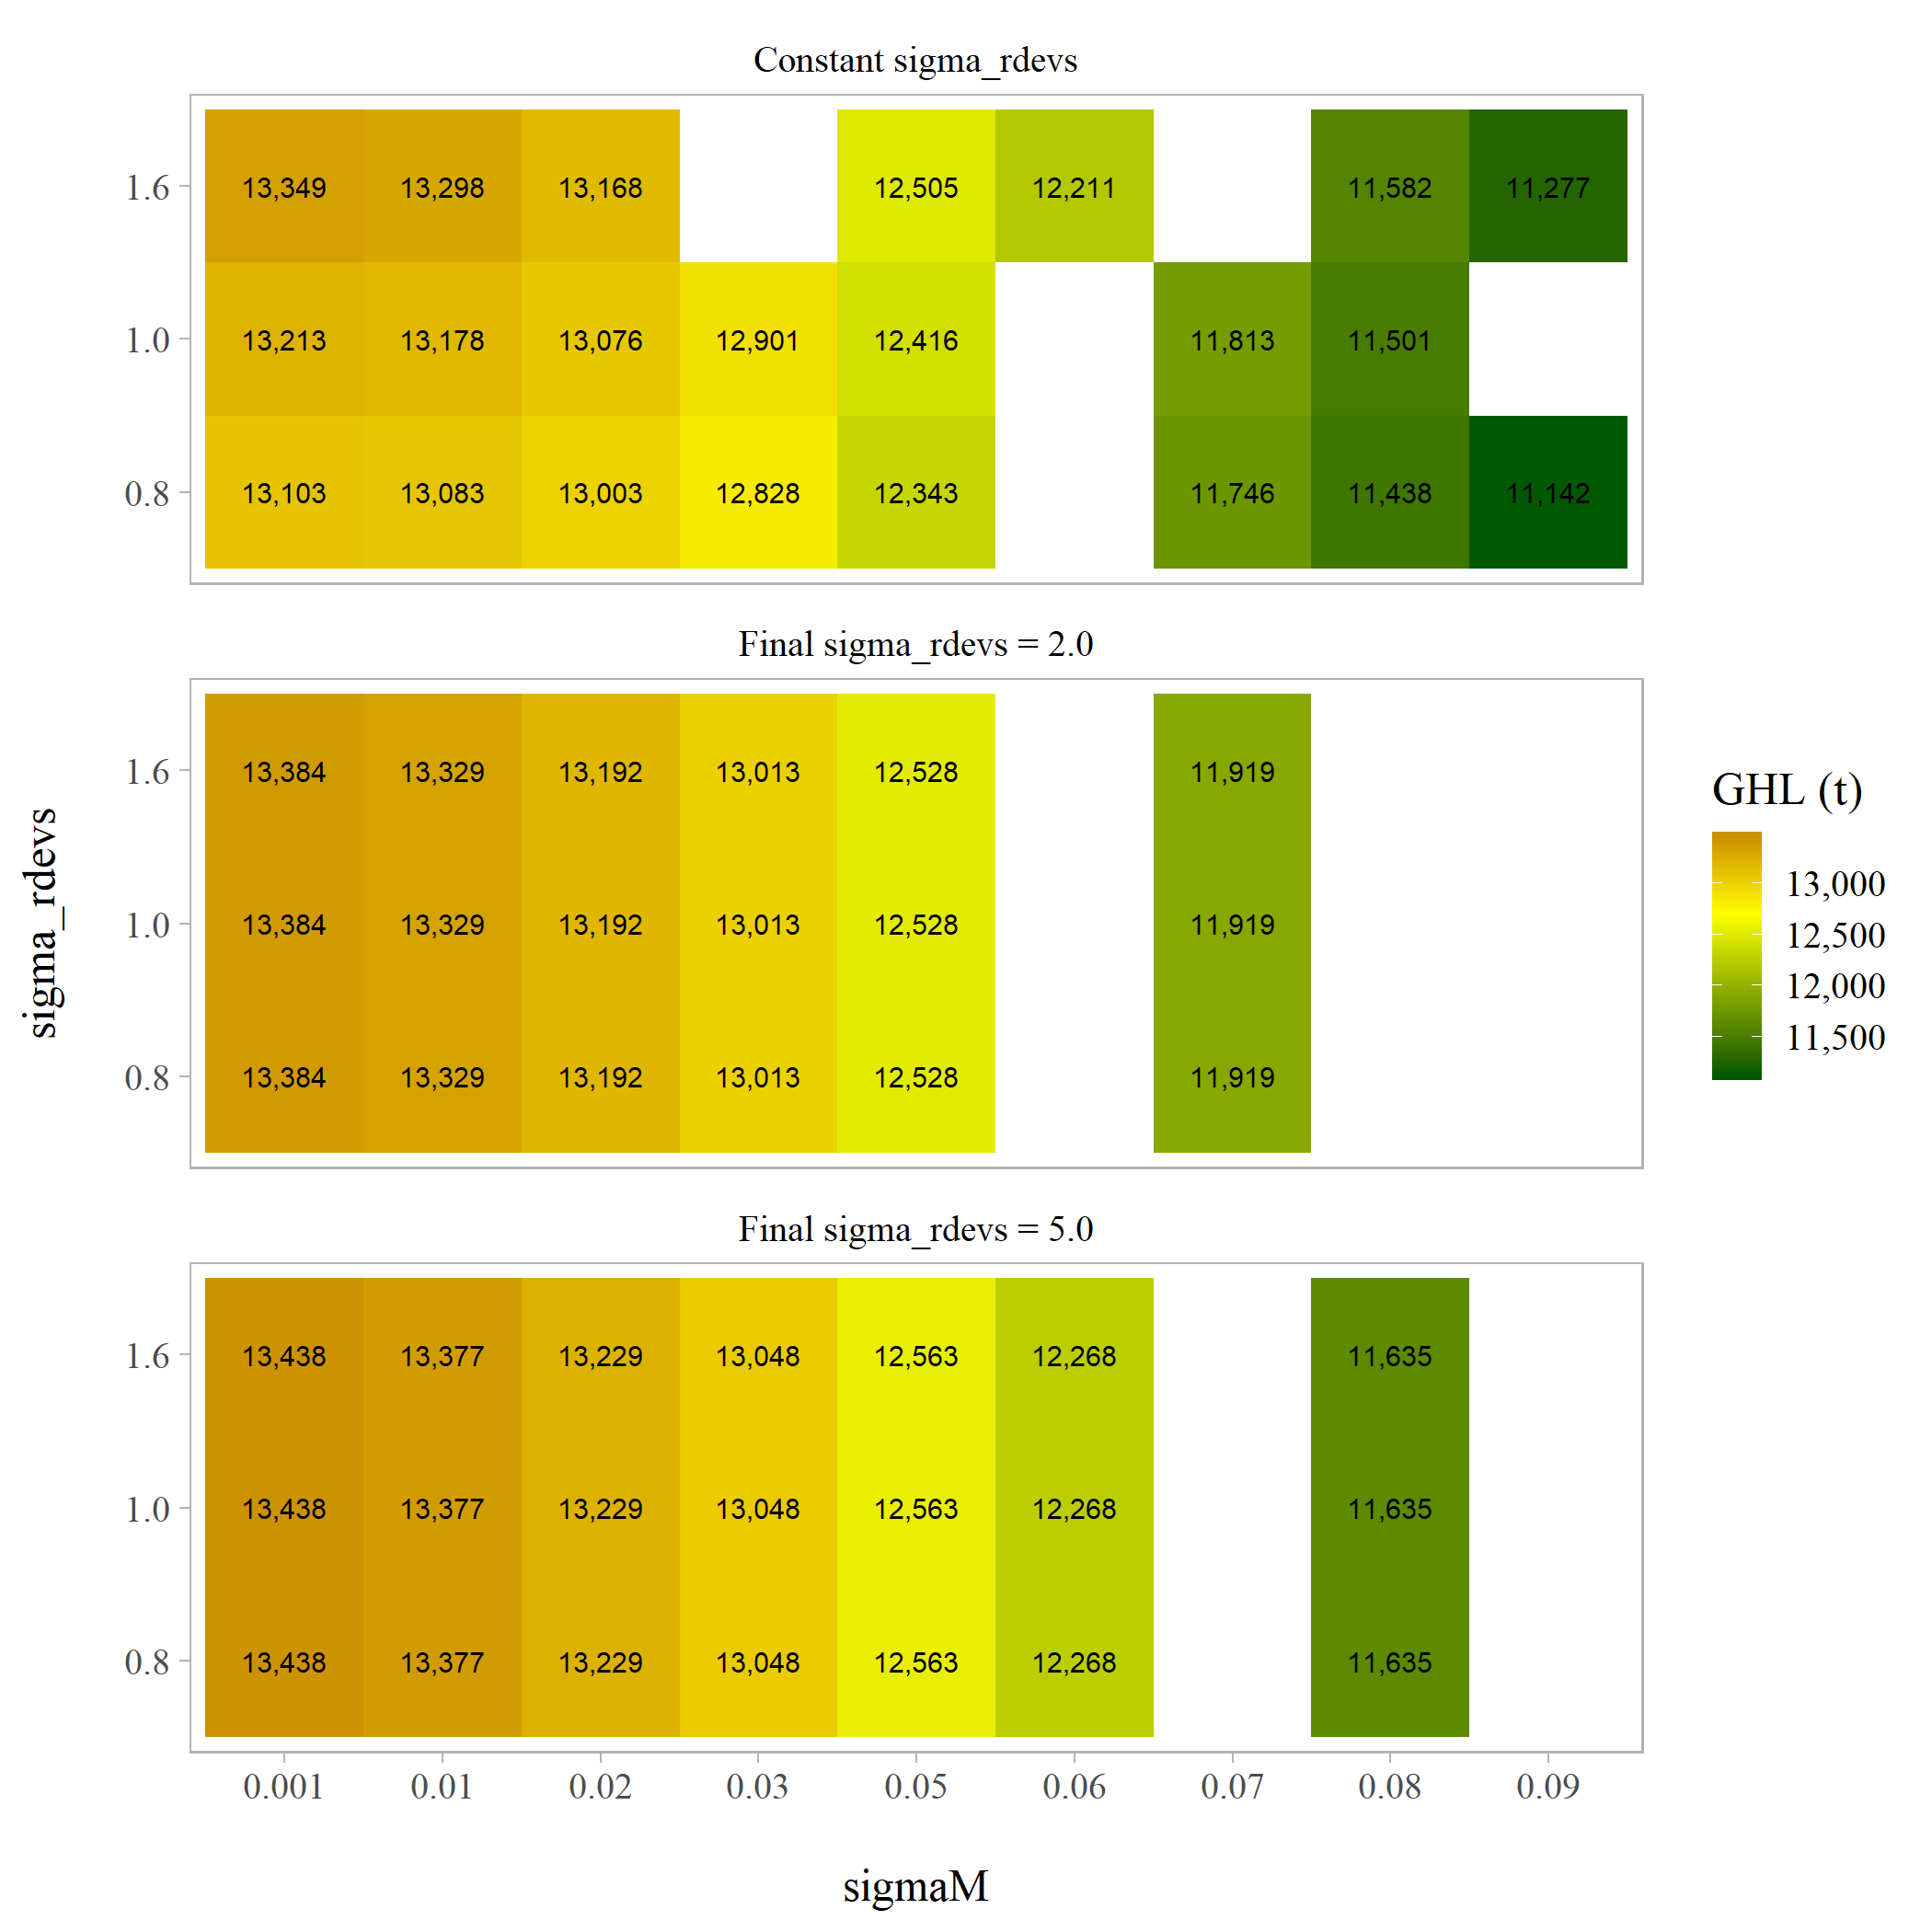 Constant sigma_rdevs
1.6 13,349 13,298 13,168 12,505 12,211 11,582 11,277
1.0 13,213 13,178 13,076 12,901 12,416 11,813 11,501
0.8 13,103 13,083 13,003 12,828 12,343 11,746 11,438 11,142
Final sigma_rdevs = 2.0
1.6 13,384 13,329 13,192 13,013 12,528 11,919
1.0 13,384 13,329 13,192 13,013 12,528 11,919
0.8 13,384 13,329 13,192 13,013 12,528 11,919
Final sigma_rdevs = 5.0
1.6 13,438 13,377 13,229 13,048 12,563 12,268 11,635
1.0 13,438 13,377 13,229 13,048 12,563 12,268 11,635
0.8 13,438 13,377 13,229 13,048 12,563 12,268 11,635
0.001 0.01 0.02 0.03 0.05 0.06 0.07 0.08 0.09
sigmaM
sigma_rdevs
GHL (t)
13,000
12,500
12,000
11,500